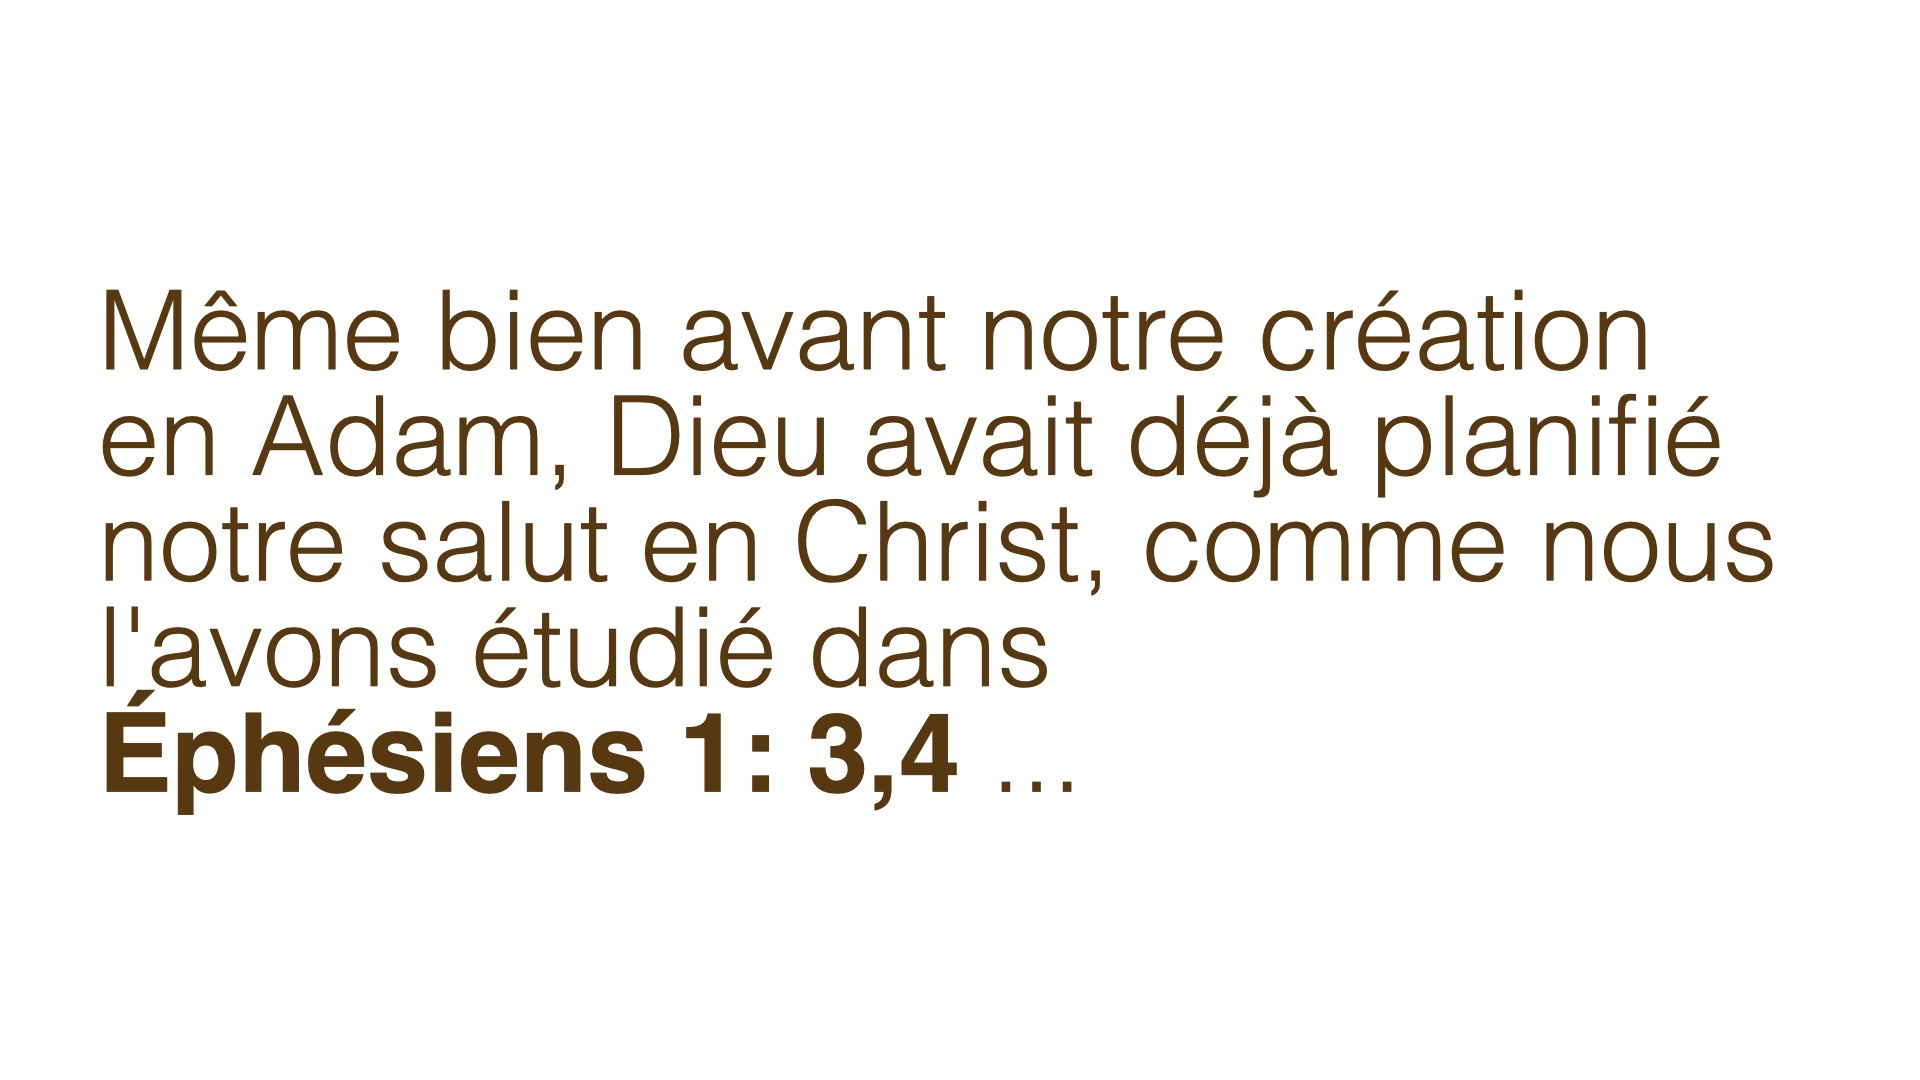 Même bien avant notre création
en Adam, Dieu avait déjà planifié
notre salut en Christ, comme nous
l'avons étudié dans
Éphésiens 1: 3,4 ...